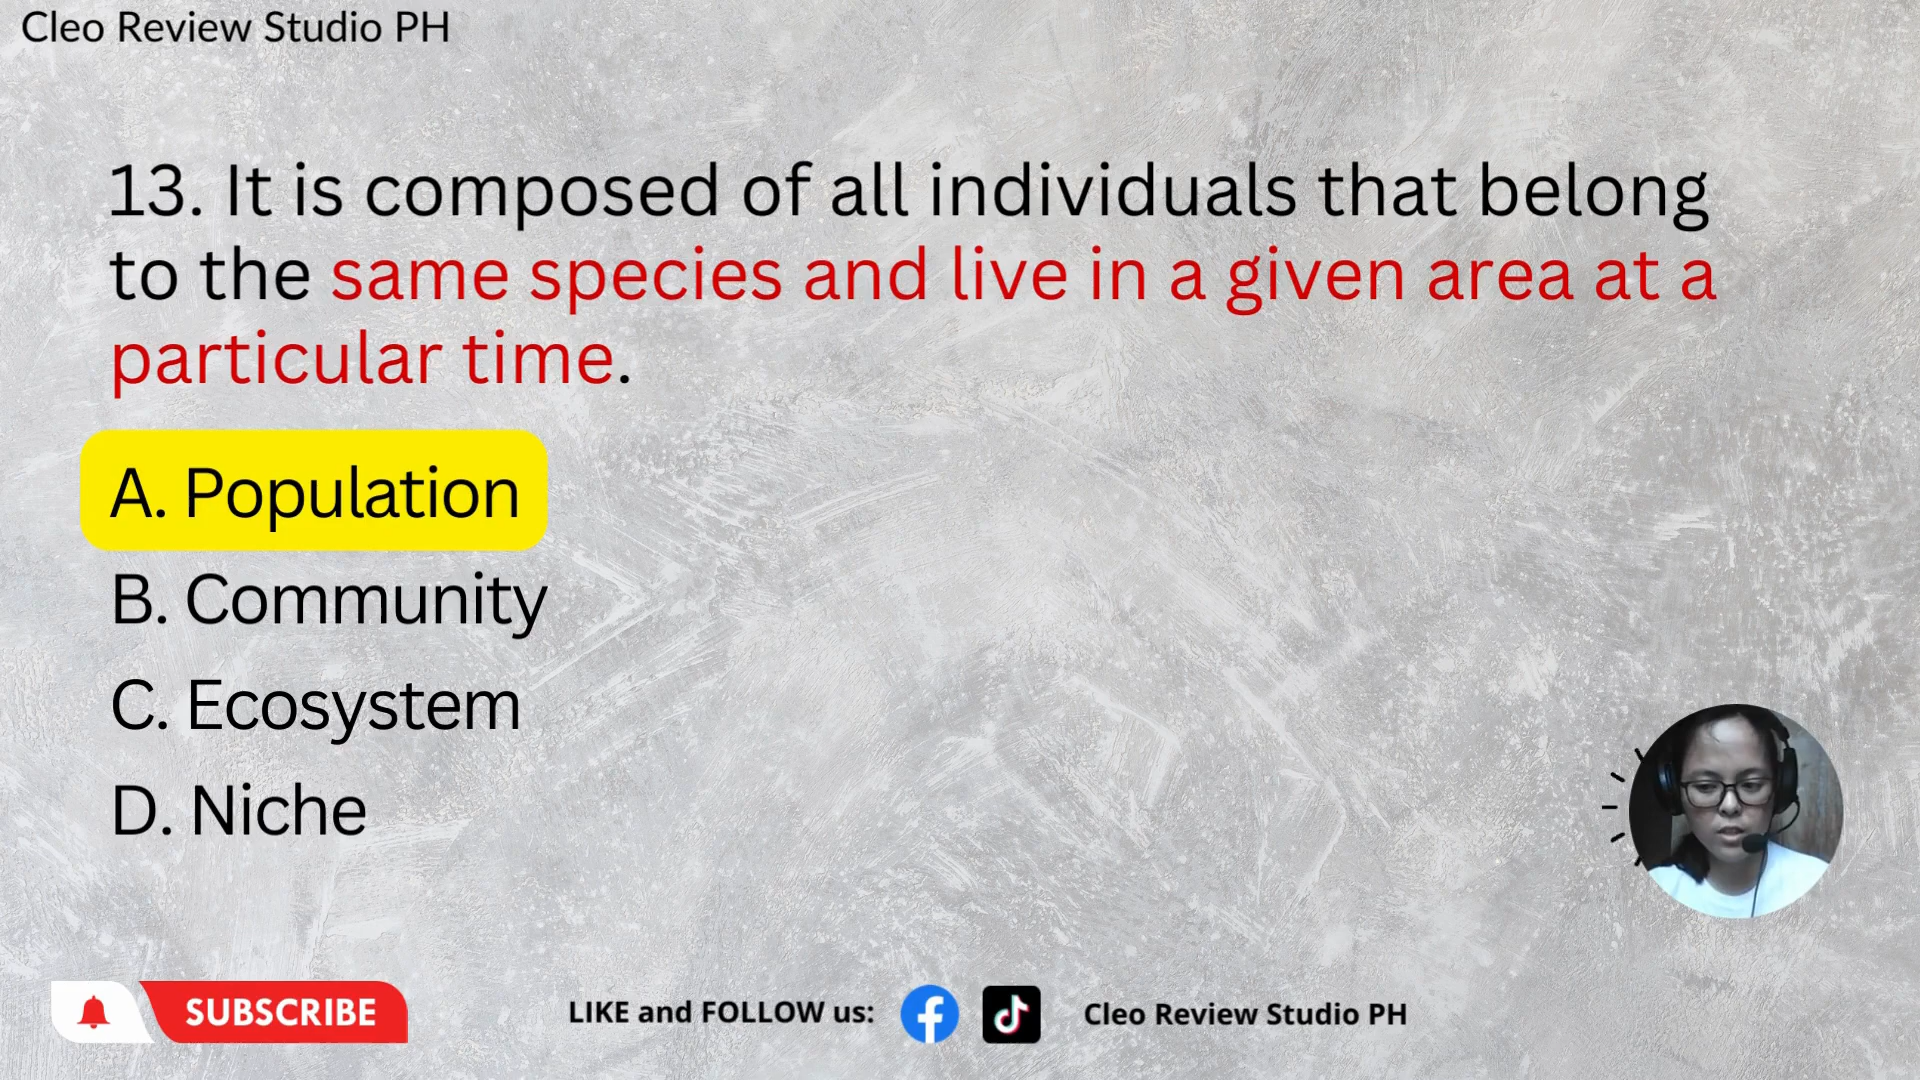 Cleo Review Studio PH
13. It is composed of all individuals that belong
to the same species and live in a given area at a
particular time.
A. Population
B. Community
C. Ecosystem
D. Niche
SUBSCRIBE
LIKE and FOLLOW us:
Cleo Review Studio PH